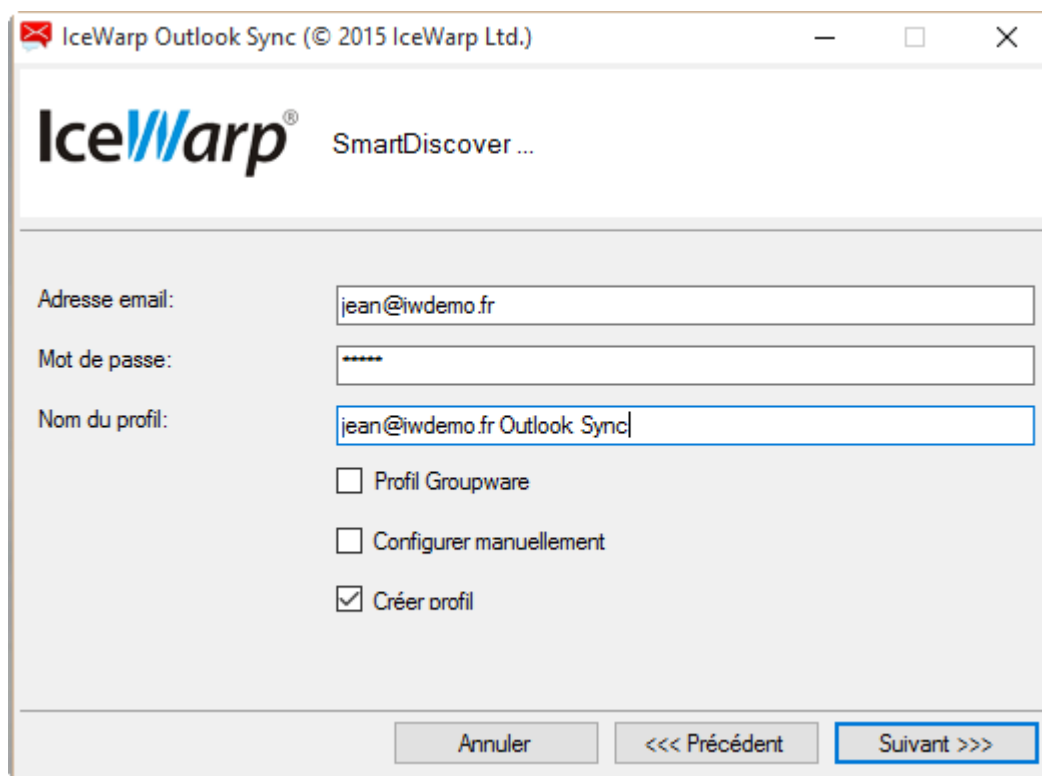 IceWarp Outlook Sync (© 2015 IceWarp Ltd.)
IceWarp® SmartDiscover ...
Adresse email: jean@iwdemo.fr
Mot de passe: *****
Nom du profil: jean@iwdemo.fr Outlook Sync
Profil Groupware
Configurer manuellement
Créer profil
Annuler <<< Précédent Suivant >>>